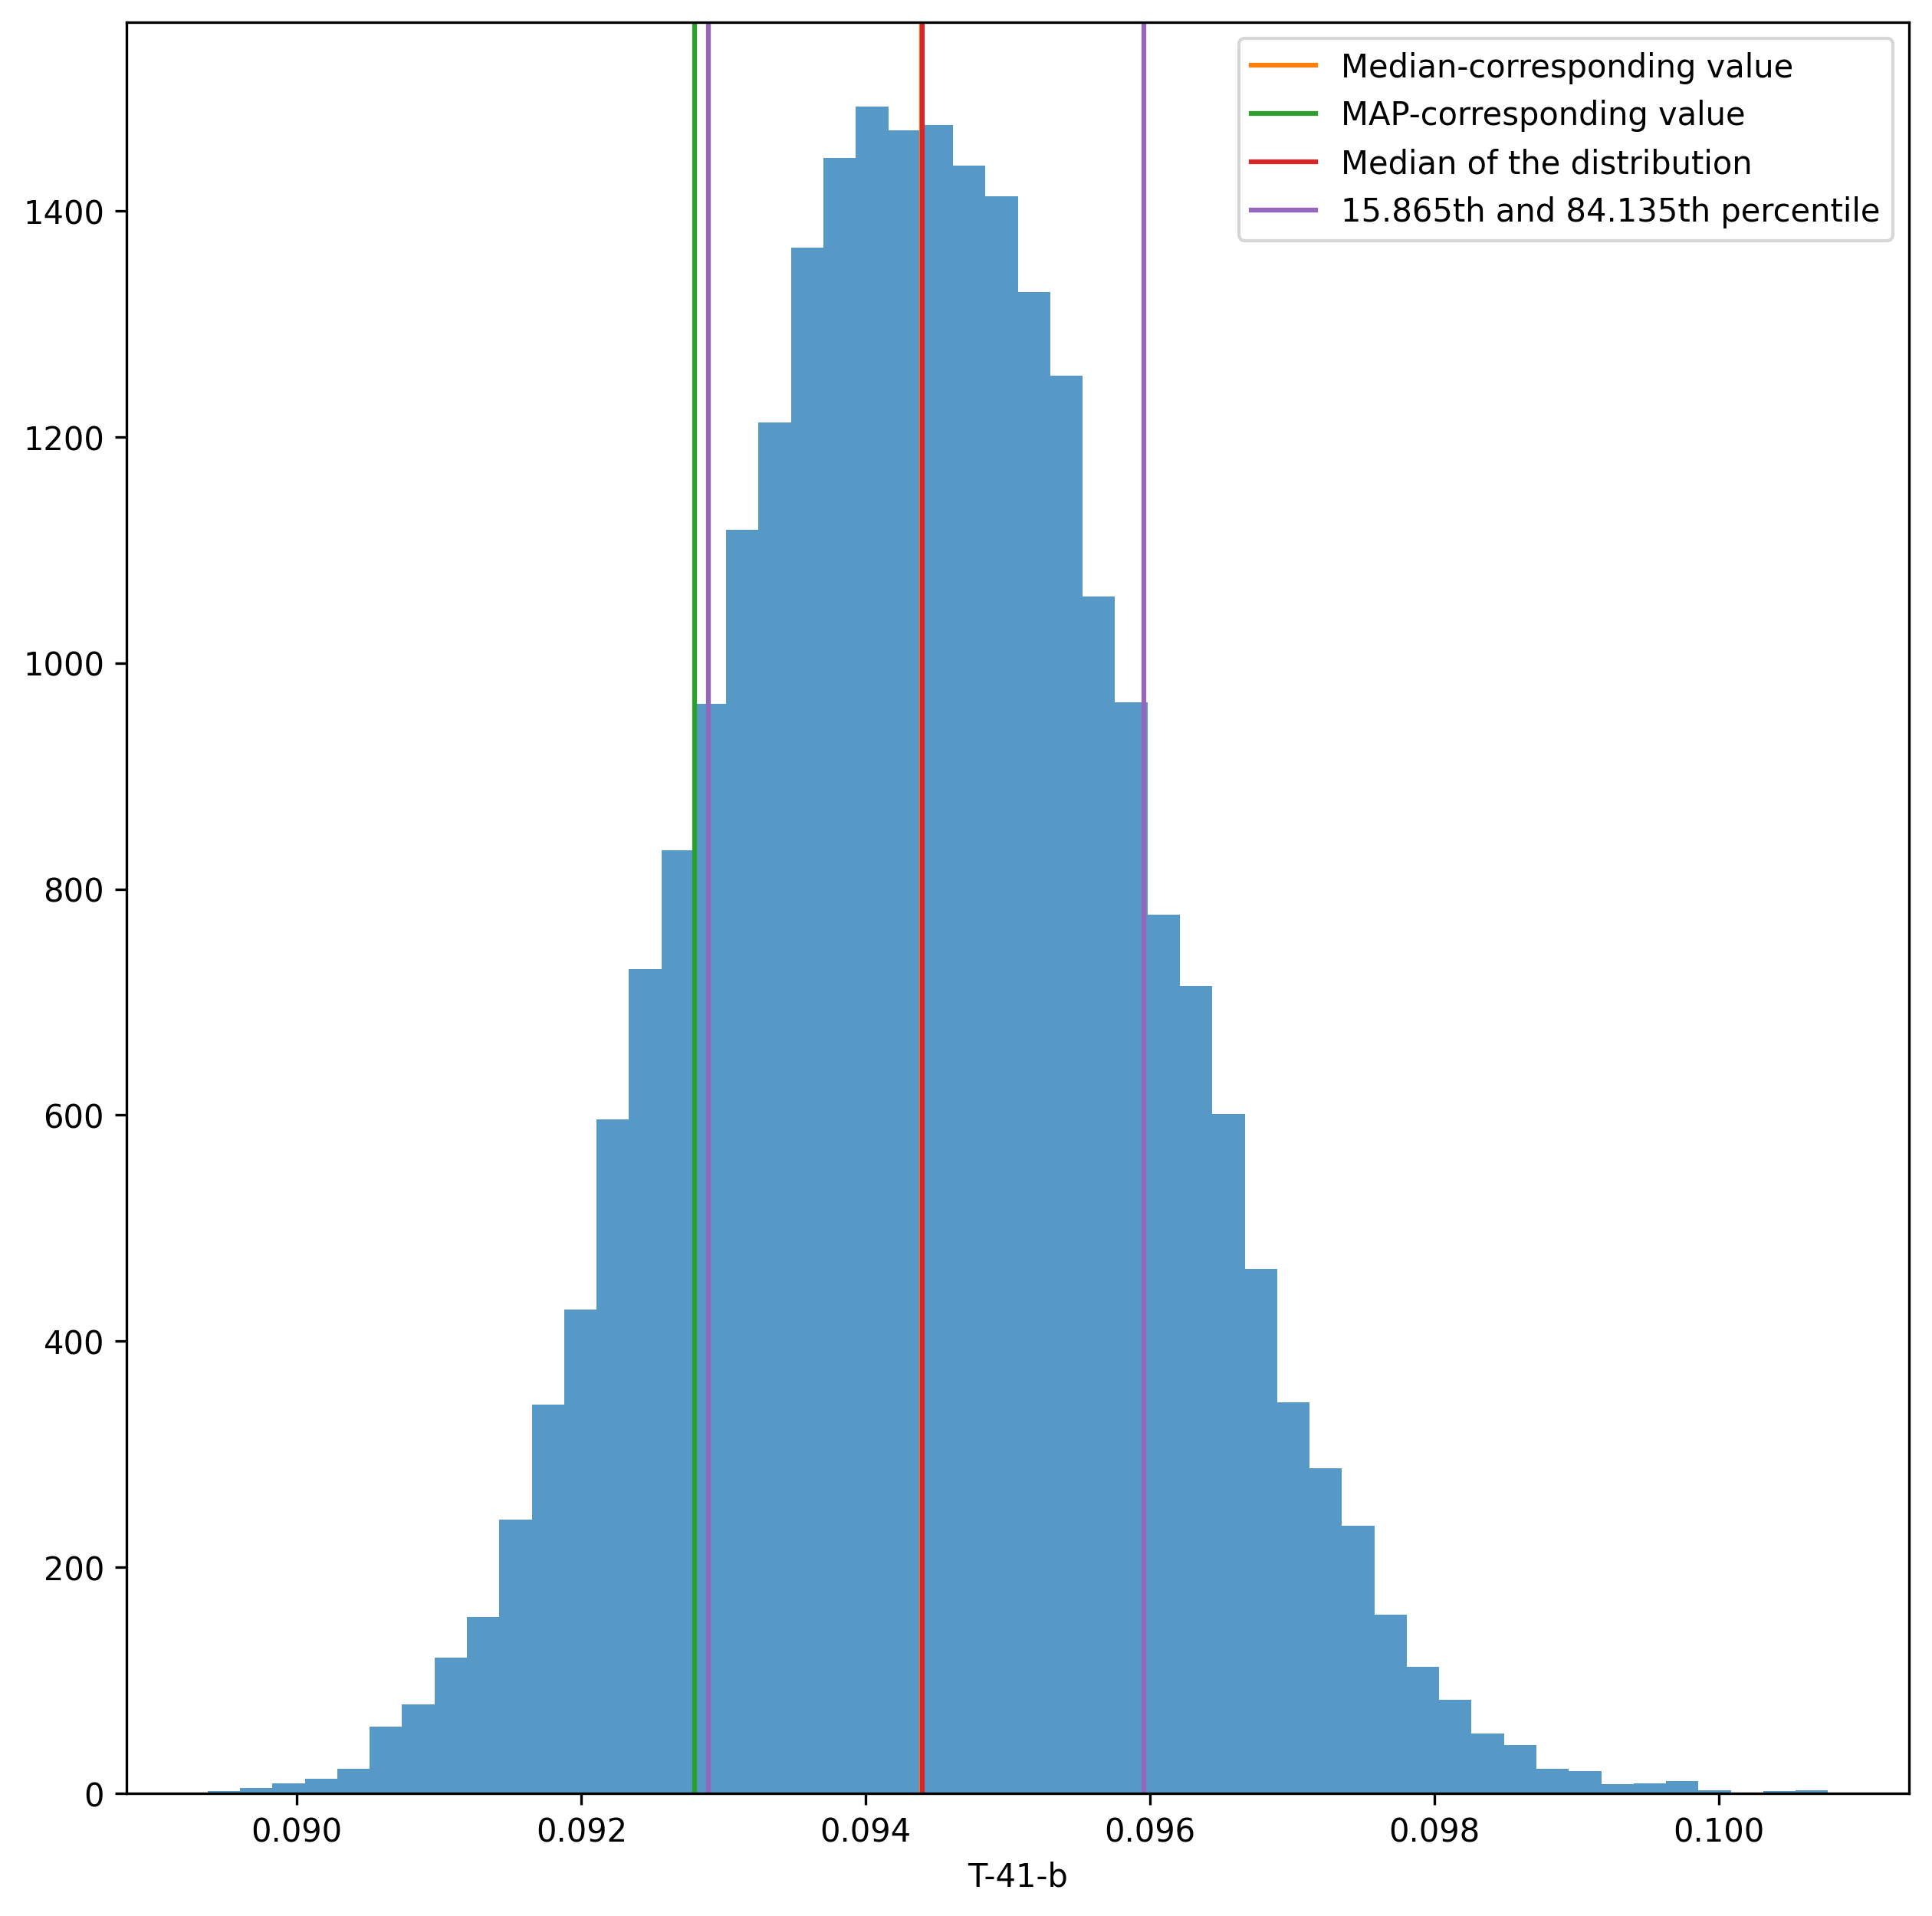 Median-corresponding value
MAP-corresponding value
Median of the distribution
15.865th and 84.135th percentile
1400
1200
1000
800
600
400
200
0
0.090 0.092 0.094 0.096 0.098 0.100
T-41-b